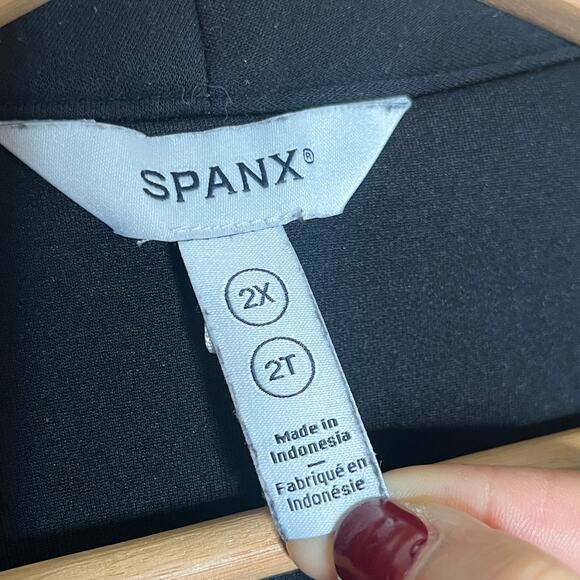 SPANX®
2X
2T
Made in
Indonesia
—
Fabriqué en
Indonésie